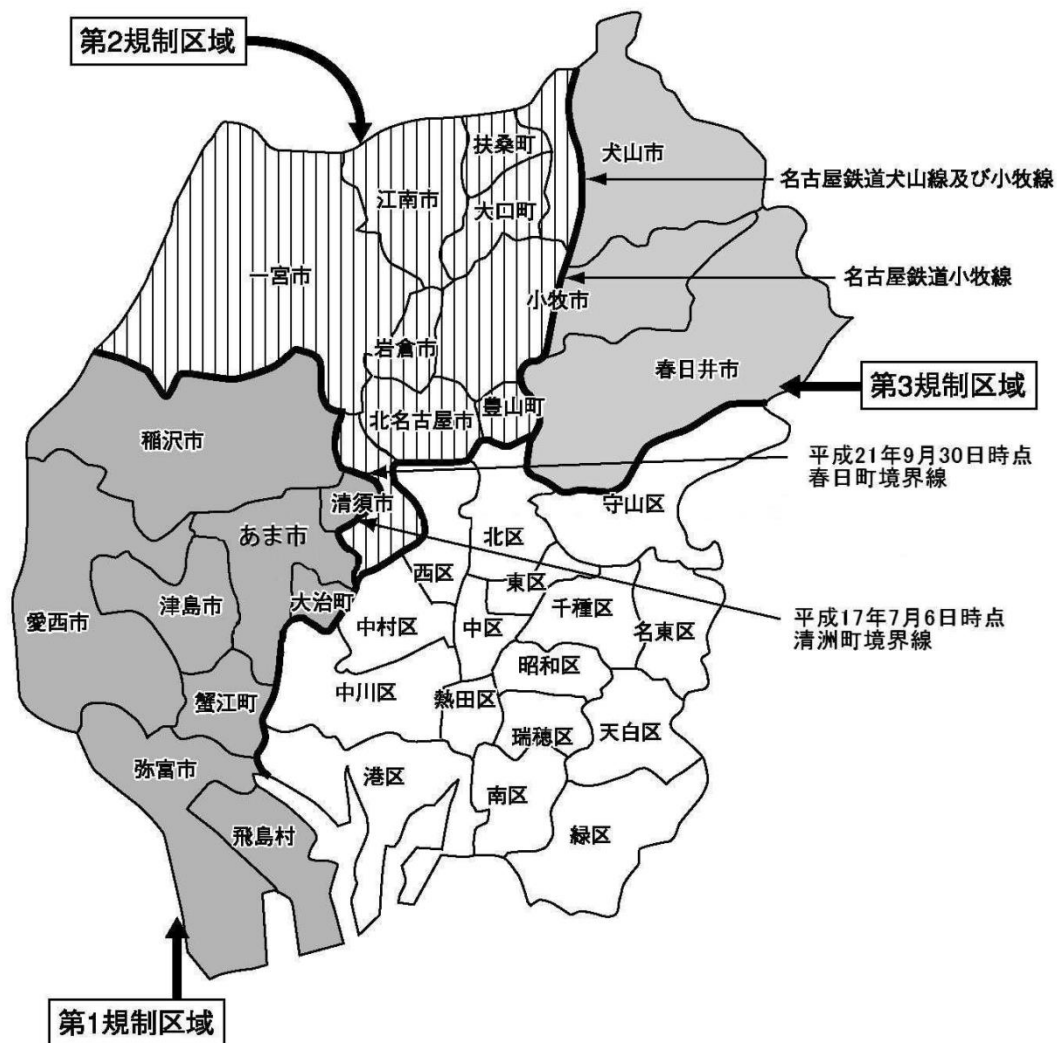 第2規制区域
扶桑町
犬山市
名古屋鉄道犬山線及び小牧線
江南市
大口町
一宮市
名古屋鉄道小牧線
小牧市
岩倉市
春日井市
第3規制区域
北名古屋市
豊山町
稲沢市
平成21年9月30日時点
春日町境界線
清須市
守山区
あま市
北区
西区
東区
大治町
千種区
津島市
愛西市
中村区
中区
名東区
平成17年7月6日時点
清洲町境界線
昭和区
中川区
熱田区
蟹江町
瑞穂区
天白区
弥富市
港区
南区
飛島村
緑区
第1規制区域